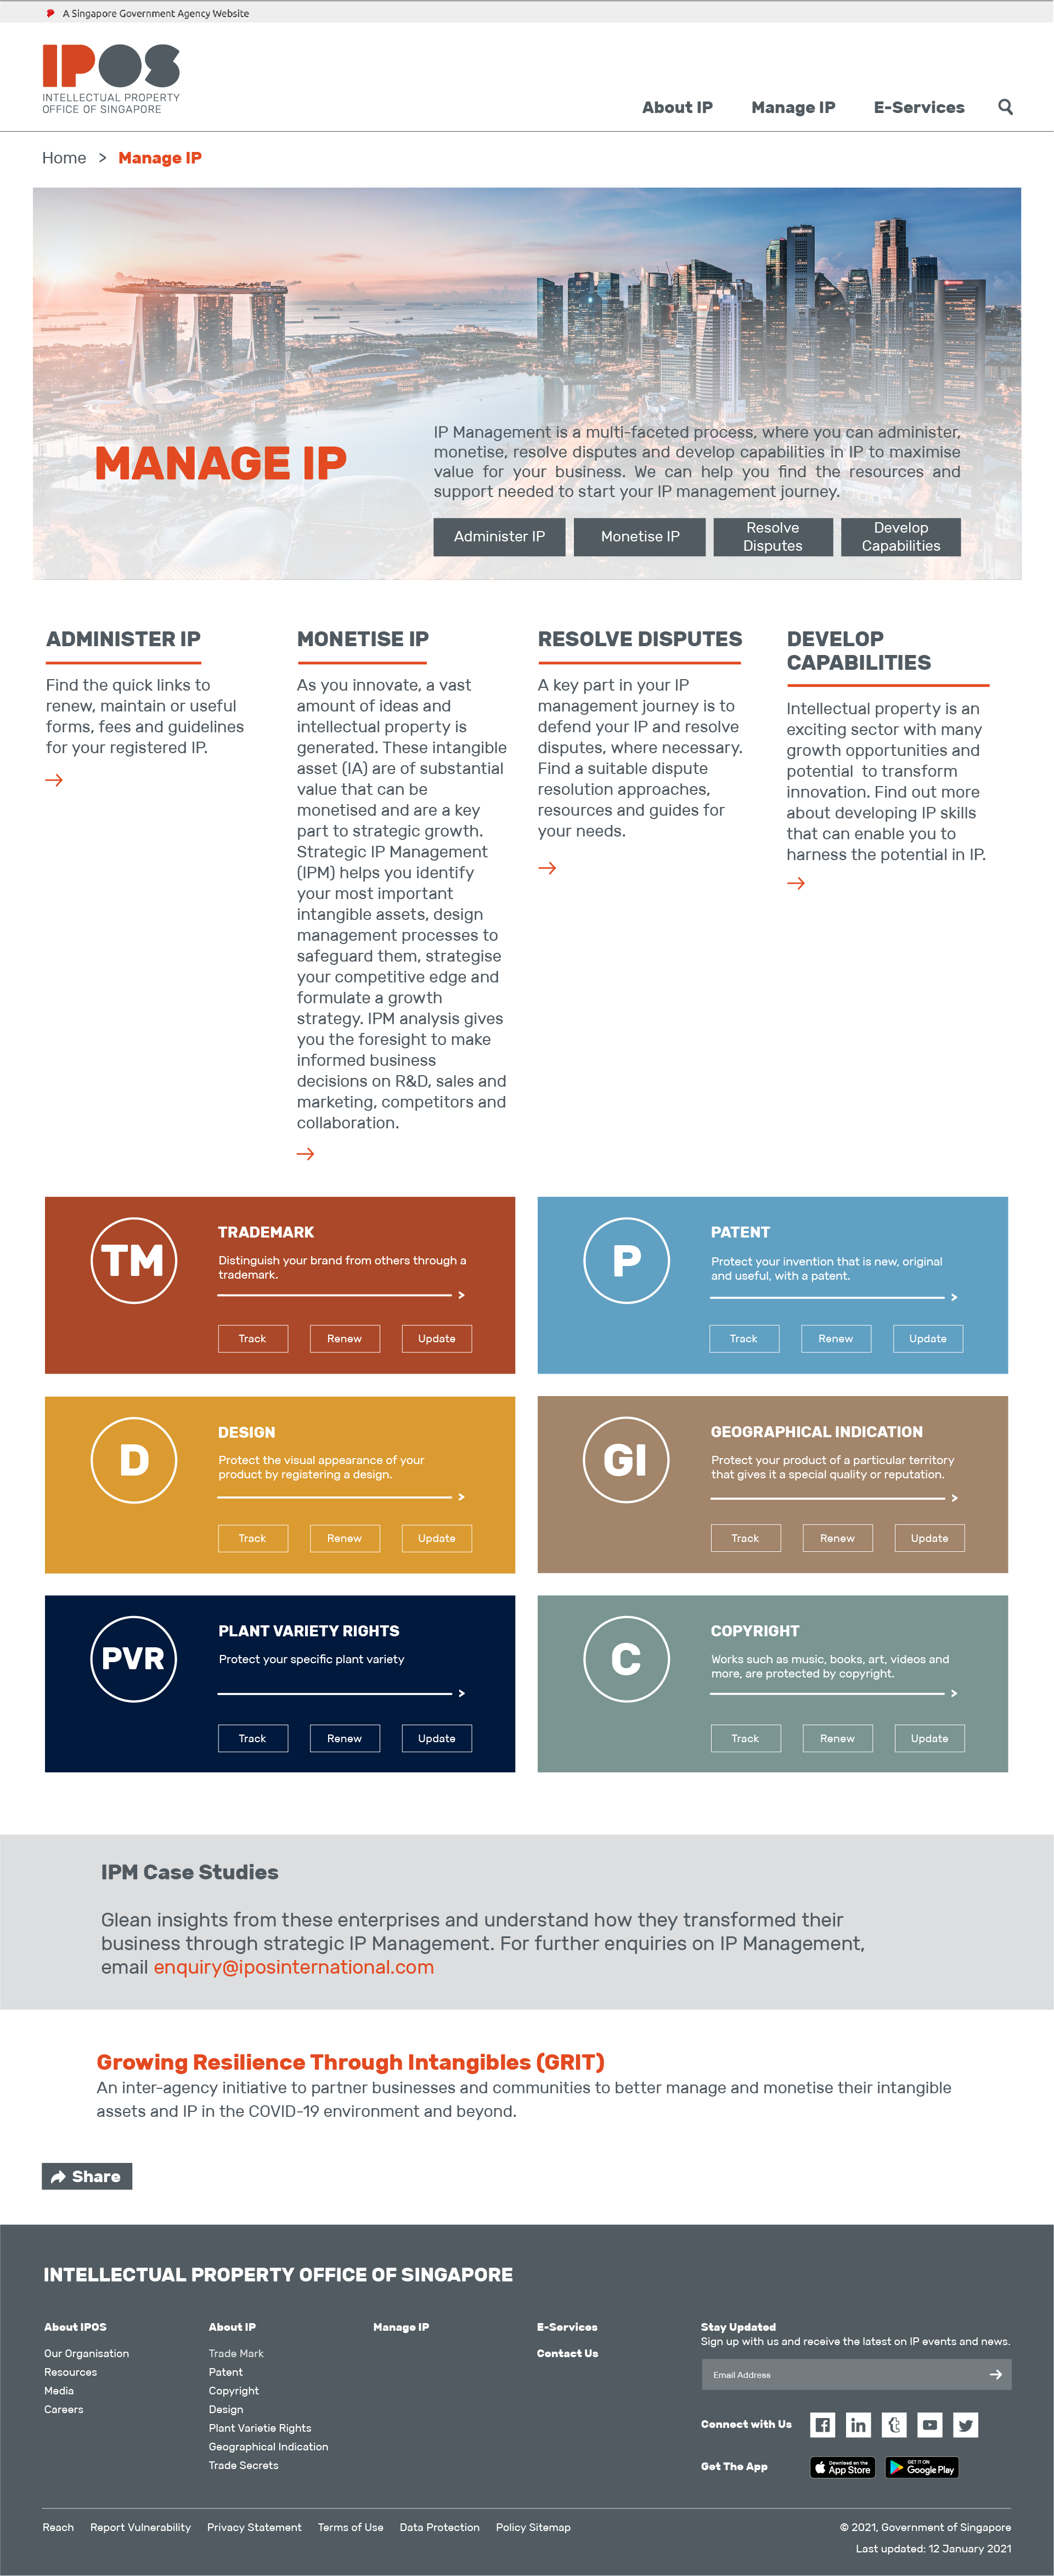 A Singapore Government Agency Website
IPOS
INTELLECTUAL PROPERTY
OFFICE OF SINGAPORE
About IP
Manage IP
E-Services
Home > Manage IP
MANAGE IP
IP Management is a multi-faceted process, where you can administer,
monetise, resolve disputes and develop capabilities in IP to maximise
value for your business. We can help you find the resources and
support needed to start your IP management journey.
Administer IP
Monetise IP
Resolve
Disputes
Develop
Capabilities
ADMINISTER IP
Find the quick links to
renew, maintain or useful
forms, fees and guidelines
for your registered IP.
MONETISE IP
As you innovate, a vast
amount of ideas and
intellectual property is
generated. These intangible
asset (IA) are of substantial
value that can be
monetised and are a key
part to strategic growth.
Strategic IP Management
(IPM) helps you identify
your most important
intangible assets, design
management processes to
safeguard them, strategise
your competitive edge and
formulate a growth
strategy. IPM analysis gives
you the foresight to make
informed business
decisions on R&D, sales and
marketing, competitors and
collaboration.
RESOLVE DISPUTES
A key part in your IP
management journey is to
defend your IP and resolve
disputes, where necessary.
Find a suitable dispute
resolution approaches,
resources and guides for
your needs.
DEVELOP
CAPABILITIES
Intellectual property is an
exciting sector with many
growth opportunities and
potential to transform
innovation. Find out more
about developing IP skills
that can enable you to
harness the potential in IP.
TM
TRADEMARK
Distinguish your brand from others through a
trademark.
Track
Renew
Update
P
PATENT
Protect your invention that is new, original
and useful, with a patent.
Track
Renew
Update
D
DESIGN
Protect the visual appearance of your
product by registering a design.
Track
Renew
Update
GI
GEOGRAPHICAL INDICATION
Protect your product of a particular territory
that gives it a special quality or reputation.
Track
Renew
Update
PVR
PLANT VARIETY RIGHTS
Protect your specific plant variety
Track
Renew
Update
C
COPYRIGHT
Works such as music, books, art, videos and
more, are protected by copyright.
Track
Renew
Update
IPM Case Studies
Glean insights from these enterprises and understand how they transformed their
business through strategic IP Management. For further enquiries on IP Management,
email enquiry@iposinternational.com
Growing Resilience Through Intangibles (GRIT)
An inter-agency initiative to partner businesses and communities to better manage and monetise their intangible
assets and IP in the COVID-19 environment and beyond.
Share
INTELLECTUAL PROPERTY OFFICE OF SINGAPORE
About IPOS
Our Organisation
Resources
Media
Careers
About IP
Trade Mark
Patent
Copyright
Design
Plant Varietie Rights
Geographical Indication
Trade Secrets
Manage IP
E-Services
Contact Us
Stay Updated
Sign up with us and receive the latest on IP events and news.
Email Address
Connect with Us
Get The App
Download on the
App Store
GET IT ON
Google Play
Reach
Report Vulnerability
Privacy Statement
Terms of Use
Data Protection
Policy Sitemap
© 2021, Government of Singapore
Last updated: 12 January 2021